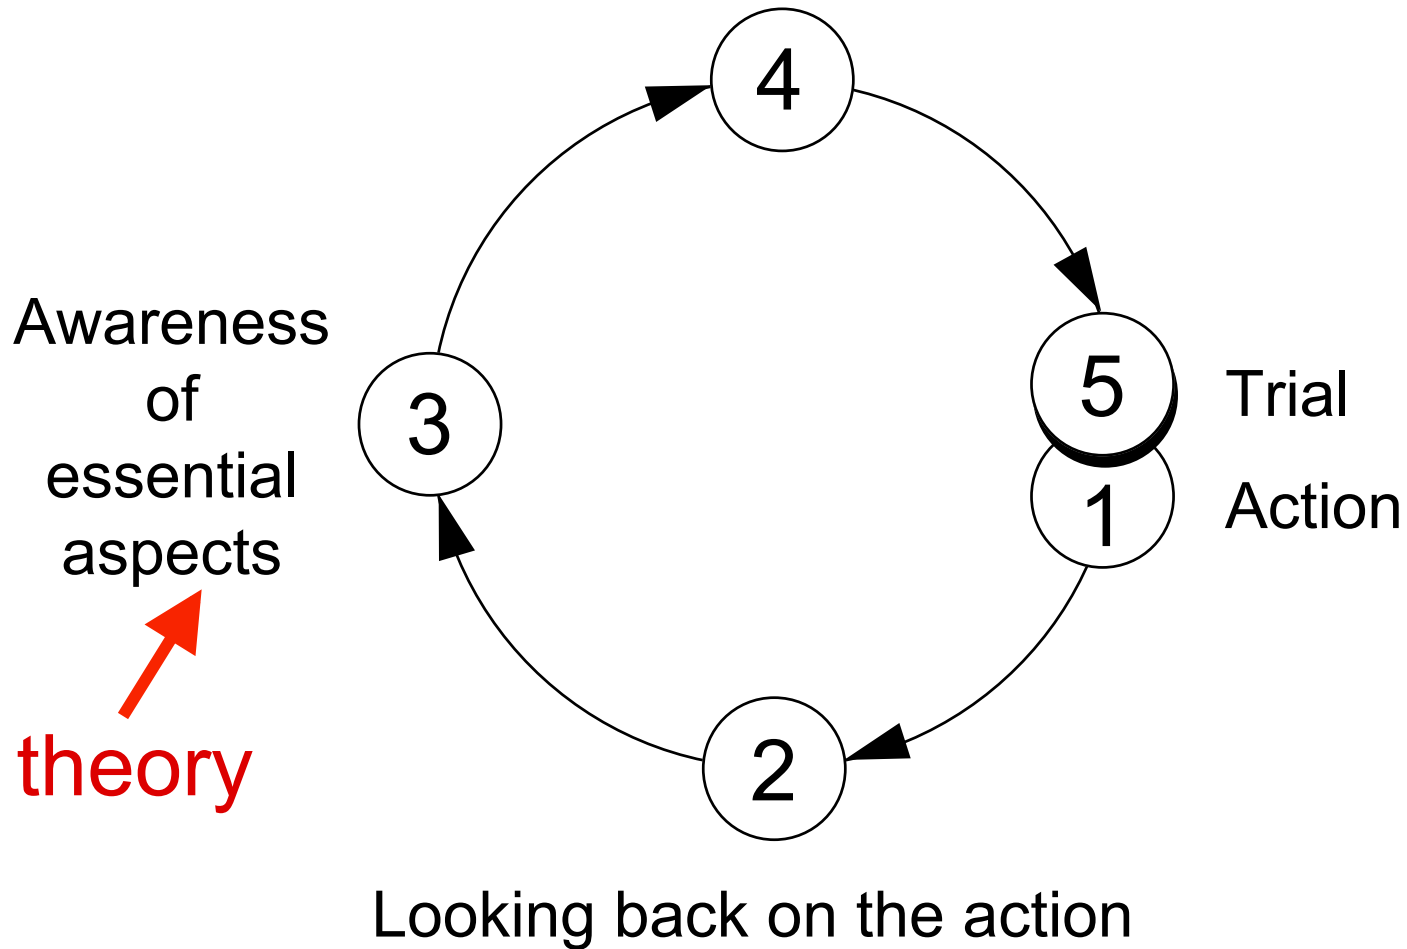 4
Awareness
of
essential
aspects
3
5
Trial
1
Action
theory
2
Looking back on the action